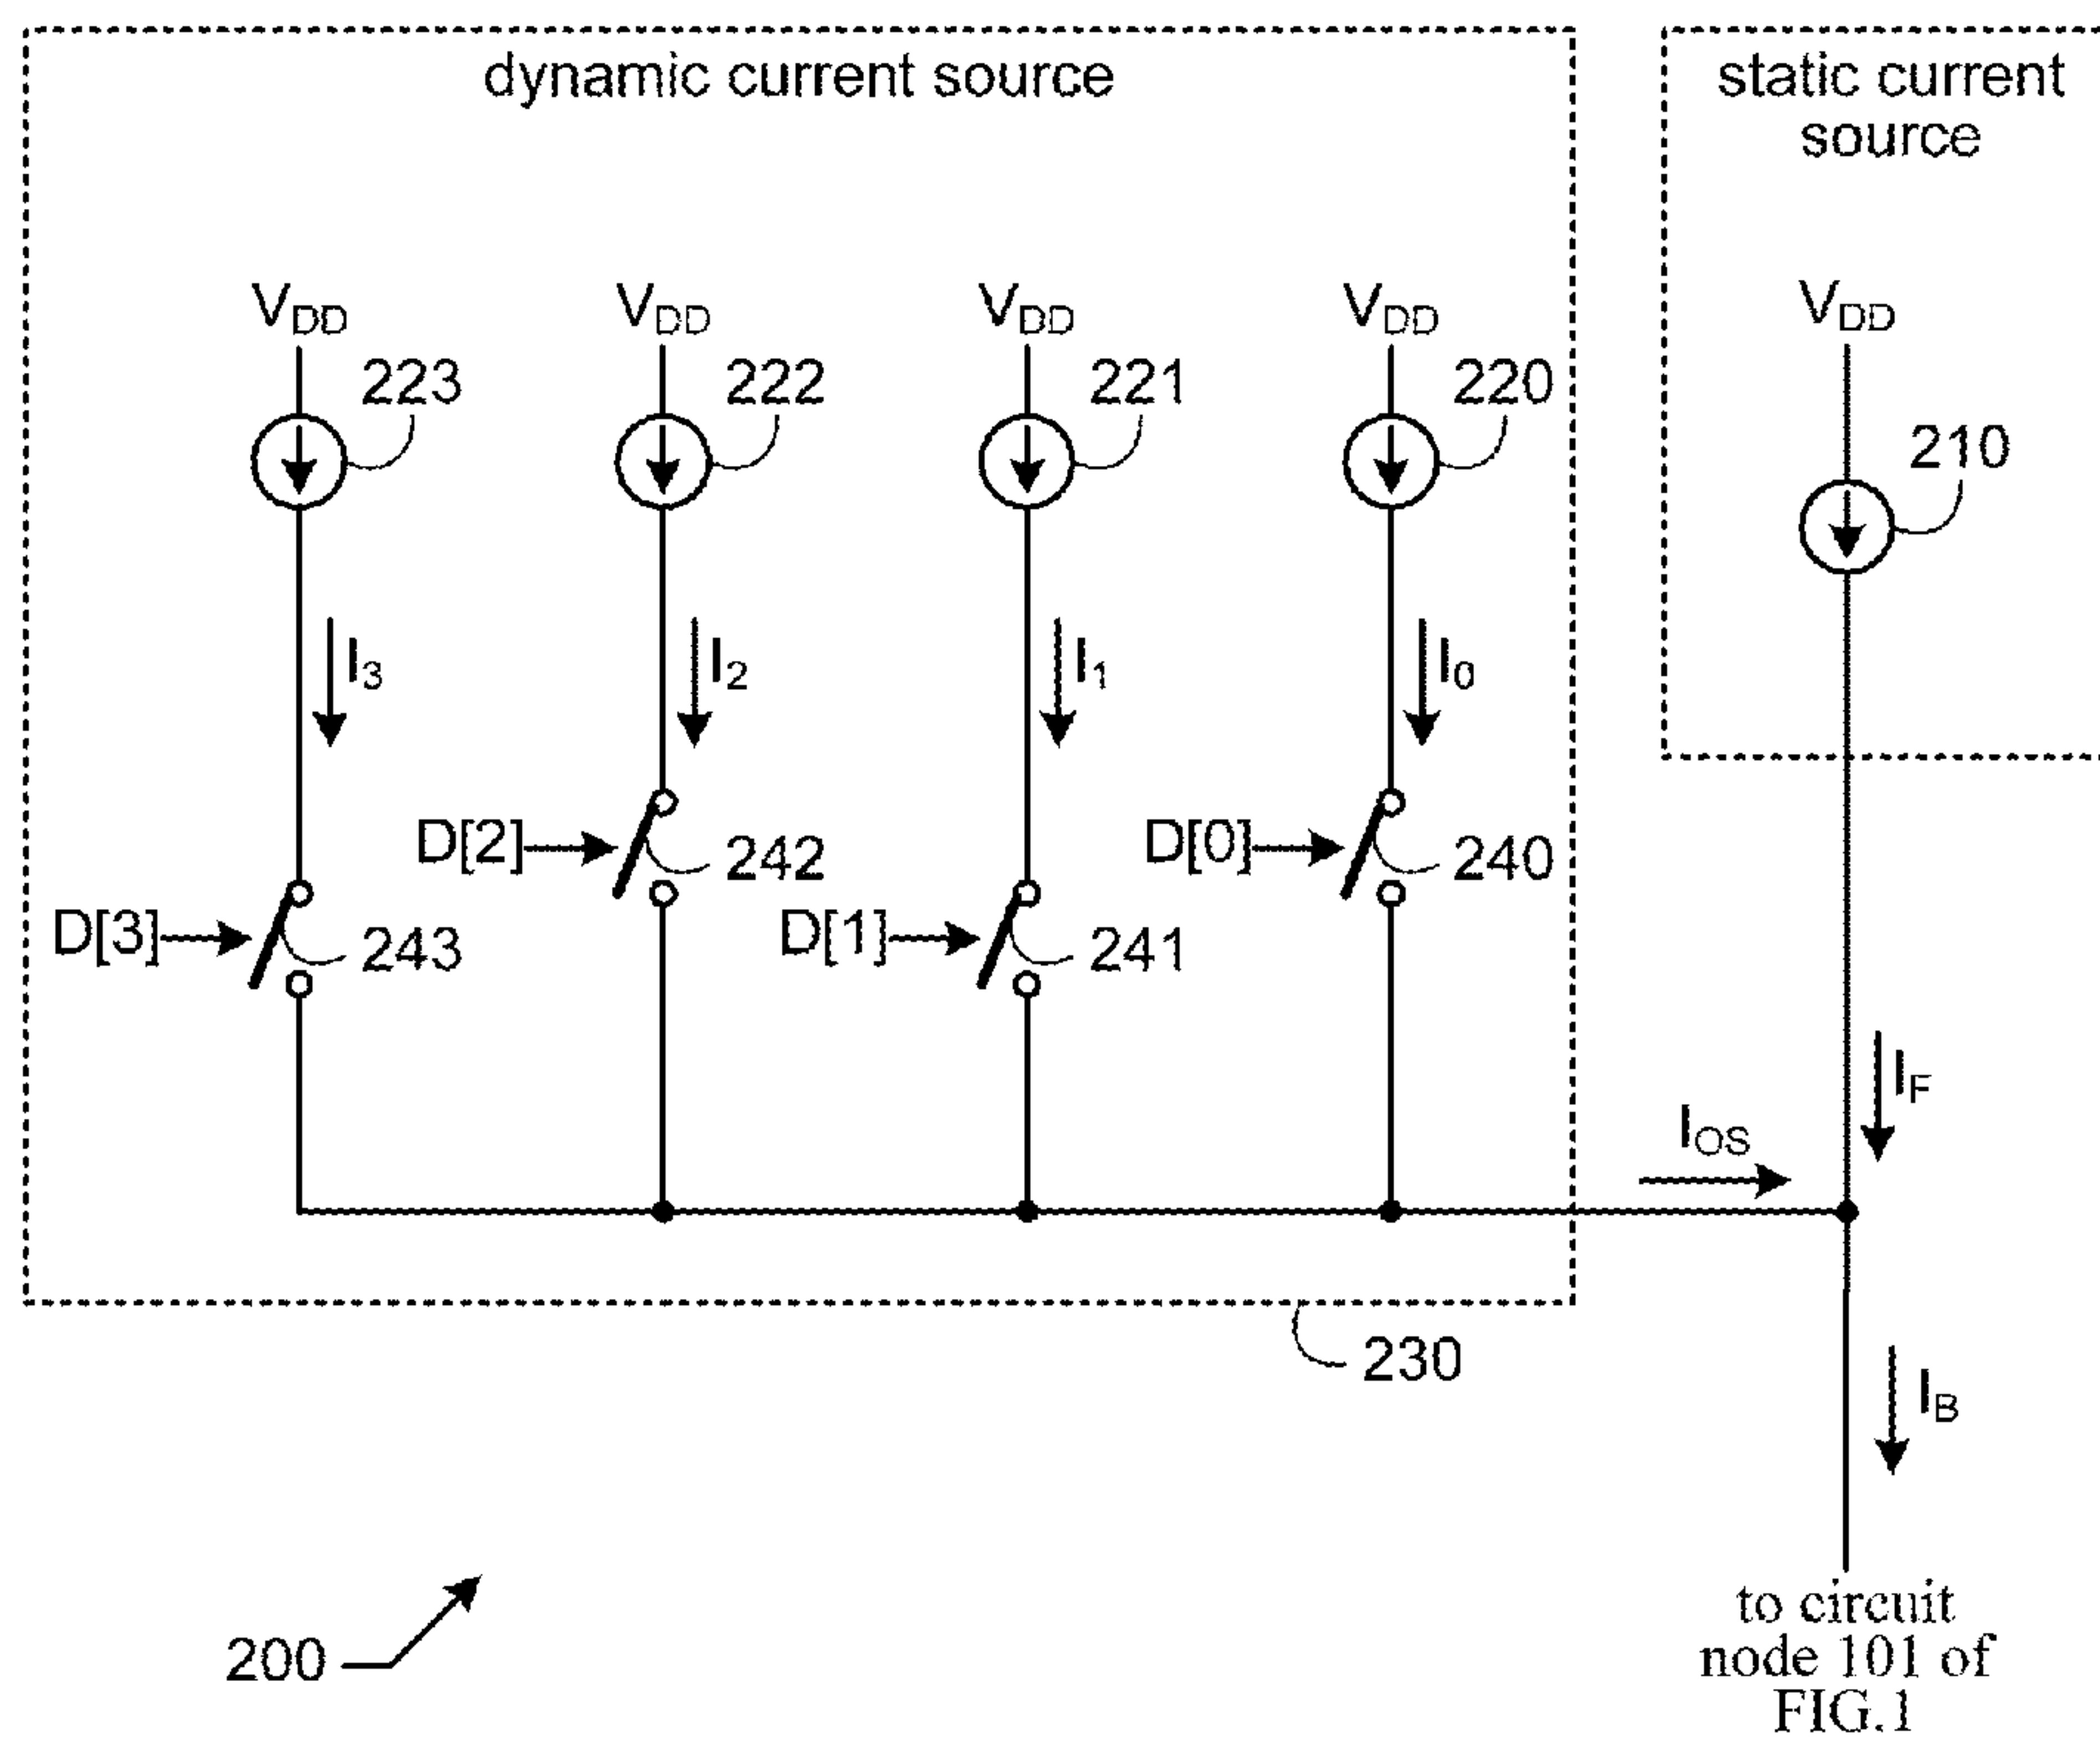 dynamic current source
static current
source
VDD VDD VDD VDD VDD
223 222 221 220
210
I3 I2 I1 I0
D[2] 242 D[0] 240
D[3] 243 D[1] 241
IF
IOS
230
IB
200
to circuit
node 101 of
FIG.1